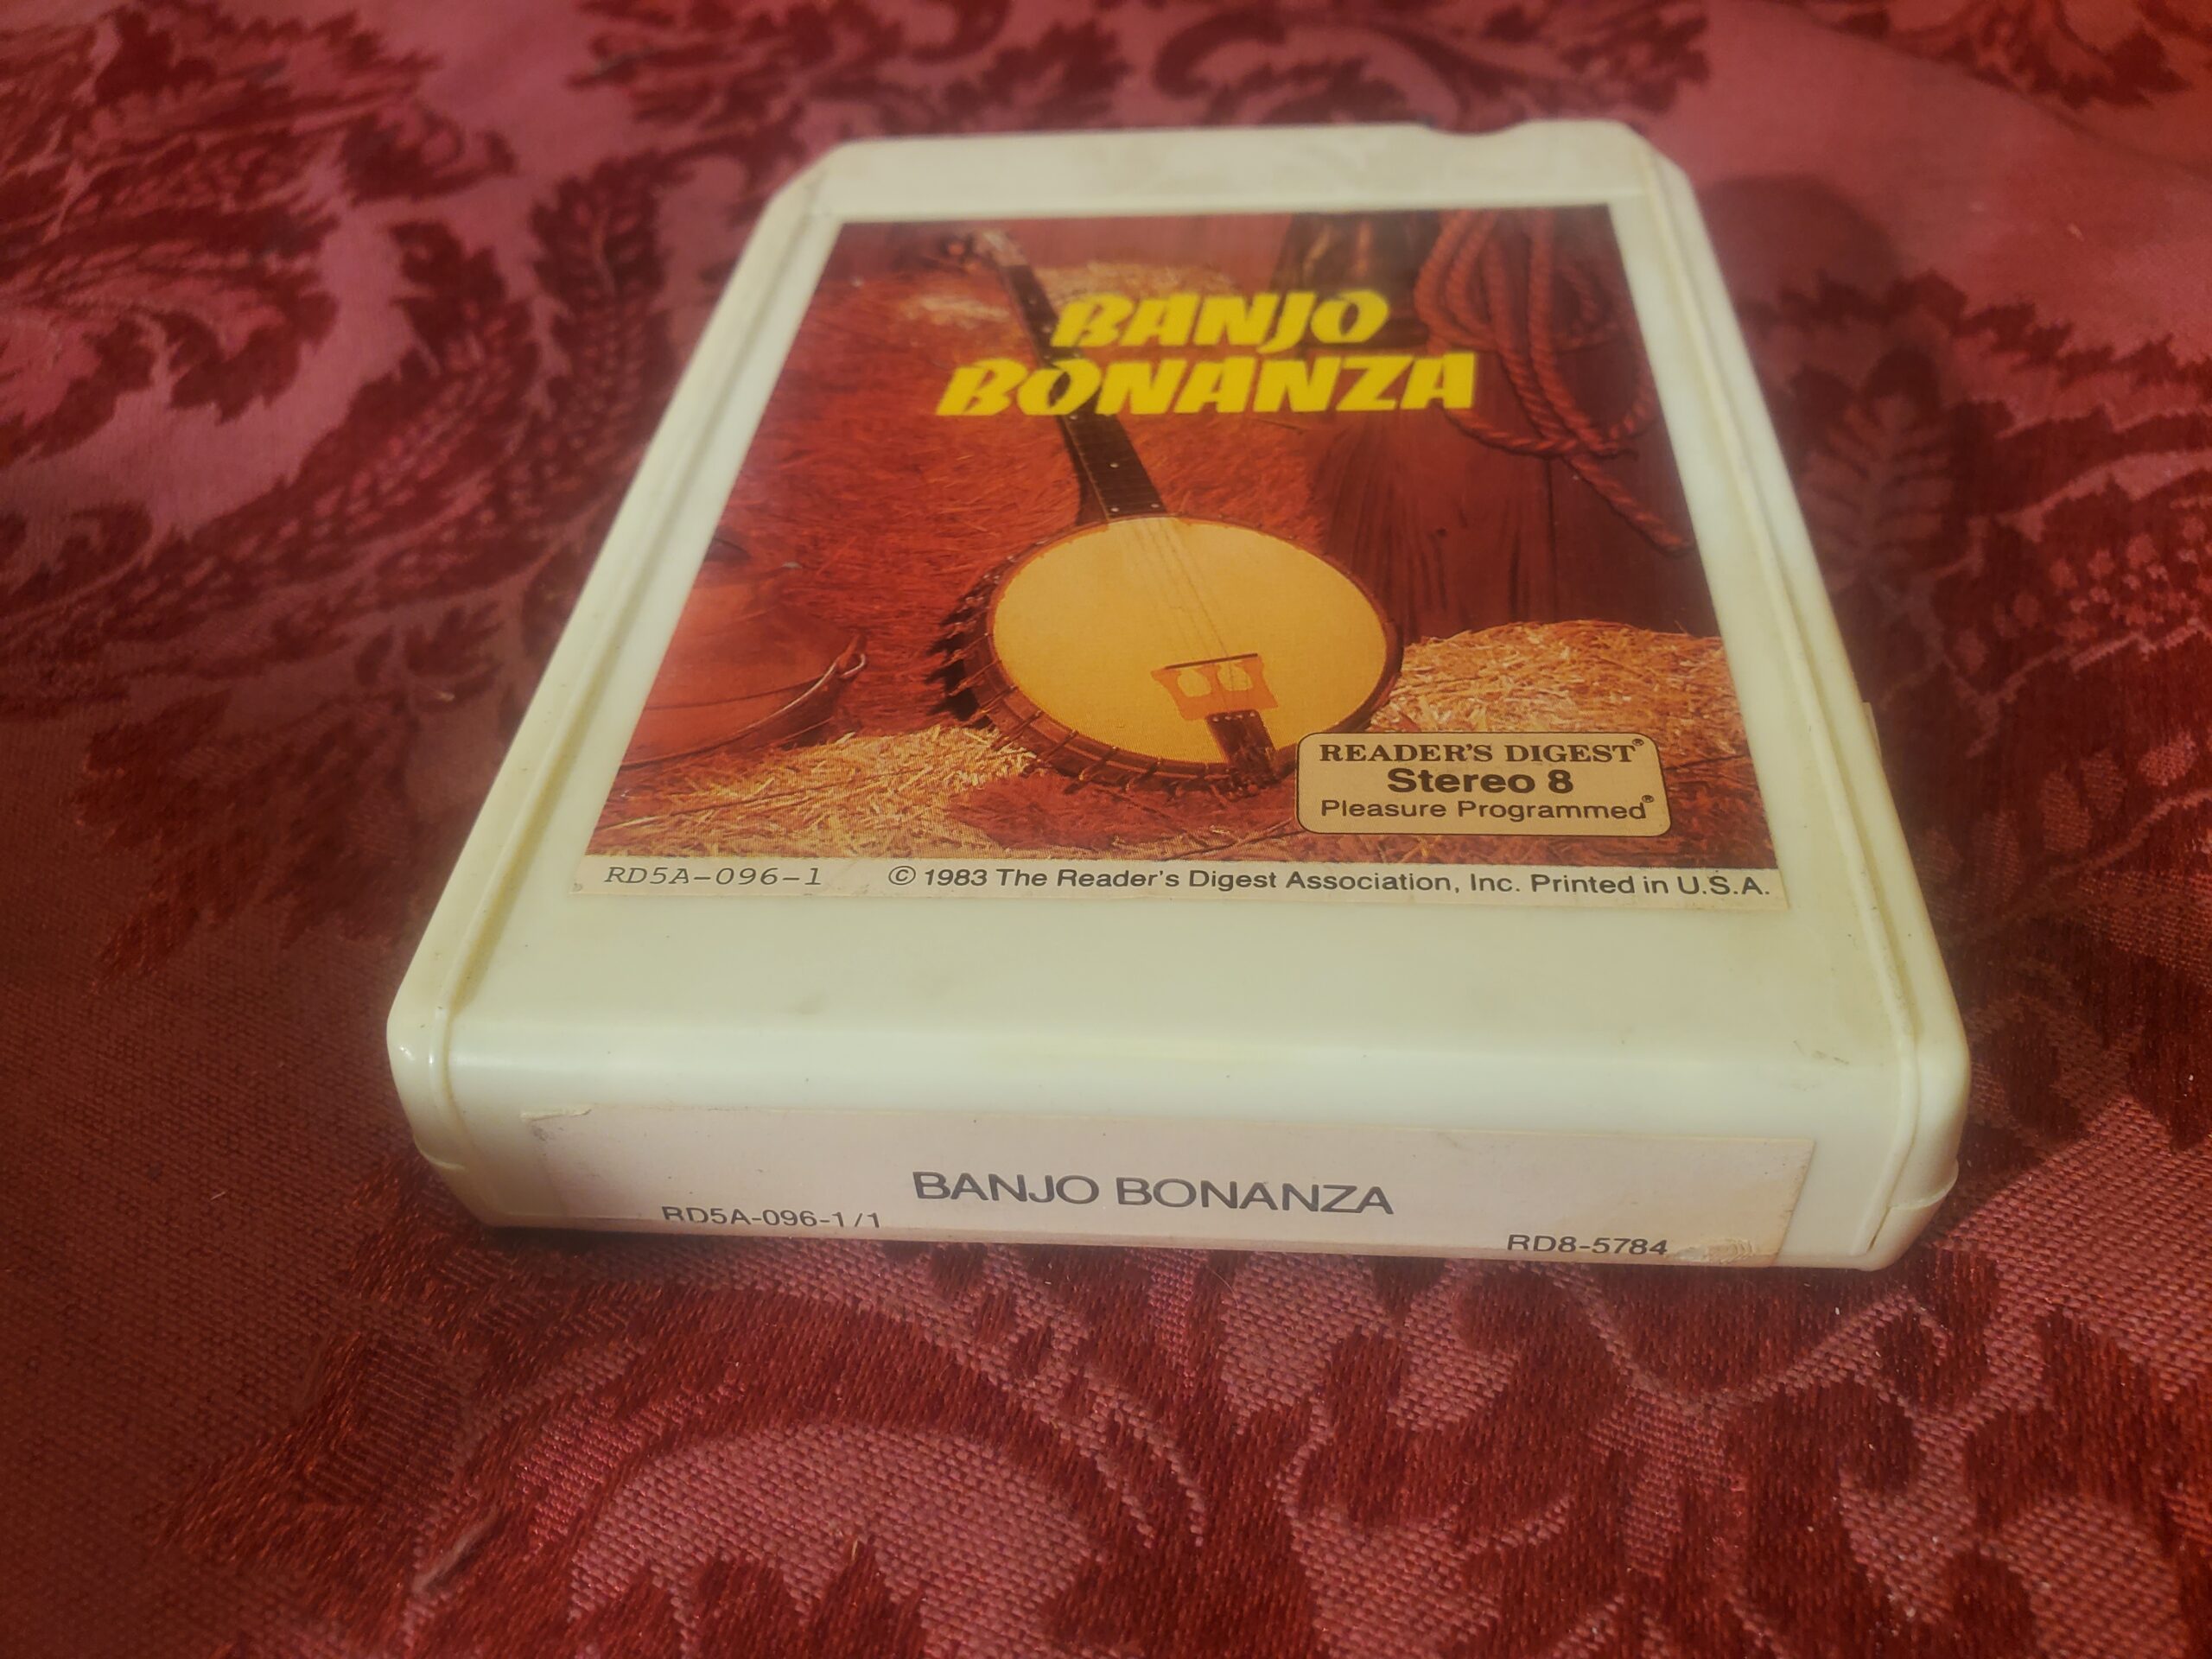 BANJO
BONANZA
READER'S DIGEST®
Stereo 8
Pleasure Programmed®
RD5A-096-1 © 1983 The Reader's Digest Association, Inc. Printed in U.S.A.
BANJO BONANZA
RD5A-096-1/1
RD8-5784